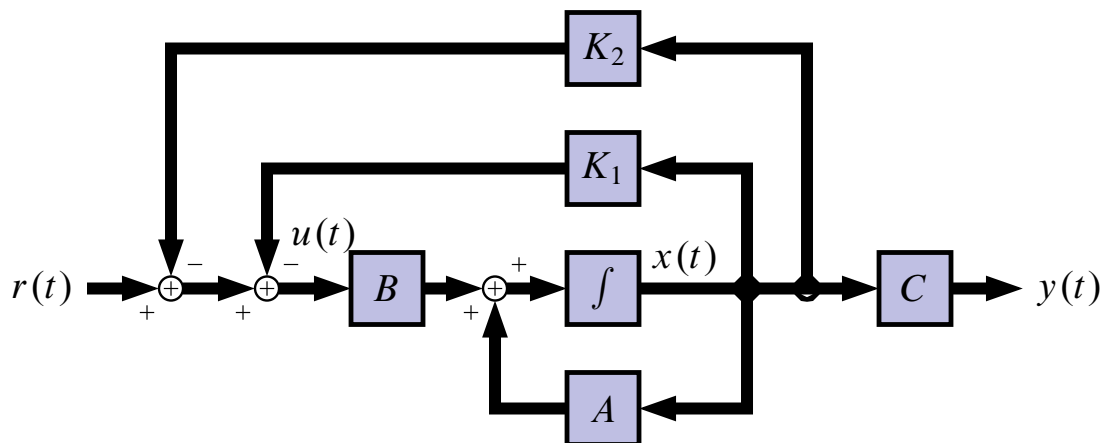 K₂
K₁
u(t)
x(t)
r(t)
−
−
+
+
+
+
+
+
+
B
∫
C
y(t)
A